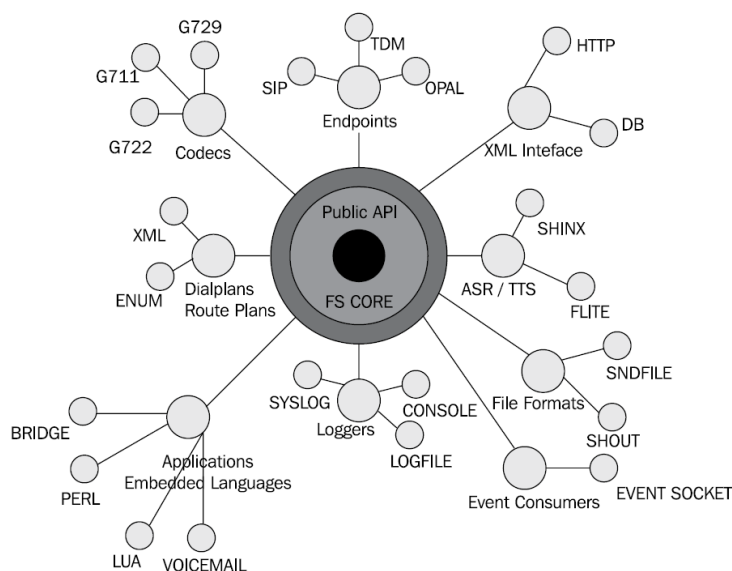 G729
TDM
HTTP
G711
SIP
OPAL
G722
Codecs
Endpoints
XML Inteface
DB
Public API
XML
SHINX
ENUM
Dialplans
Route Plans
FS CORE
ASR / TTS
FLITE
SNDFILE
SYSLOG
CONSOLE
File Formats
Loggers
SHOUT
BRIDGE
LOGFILE
Applications
Embedded Languages
PERL
Event Consumers
EVENT SOCKET
LUA
VOICEMAIL